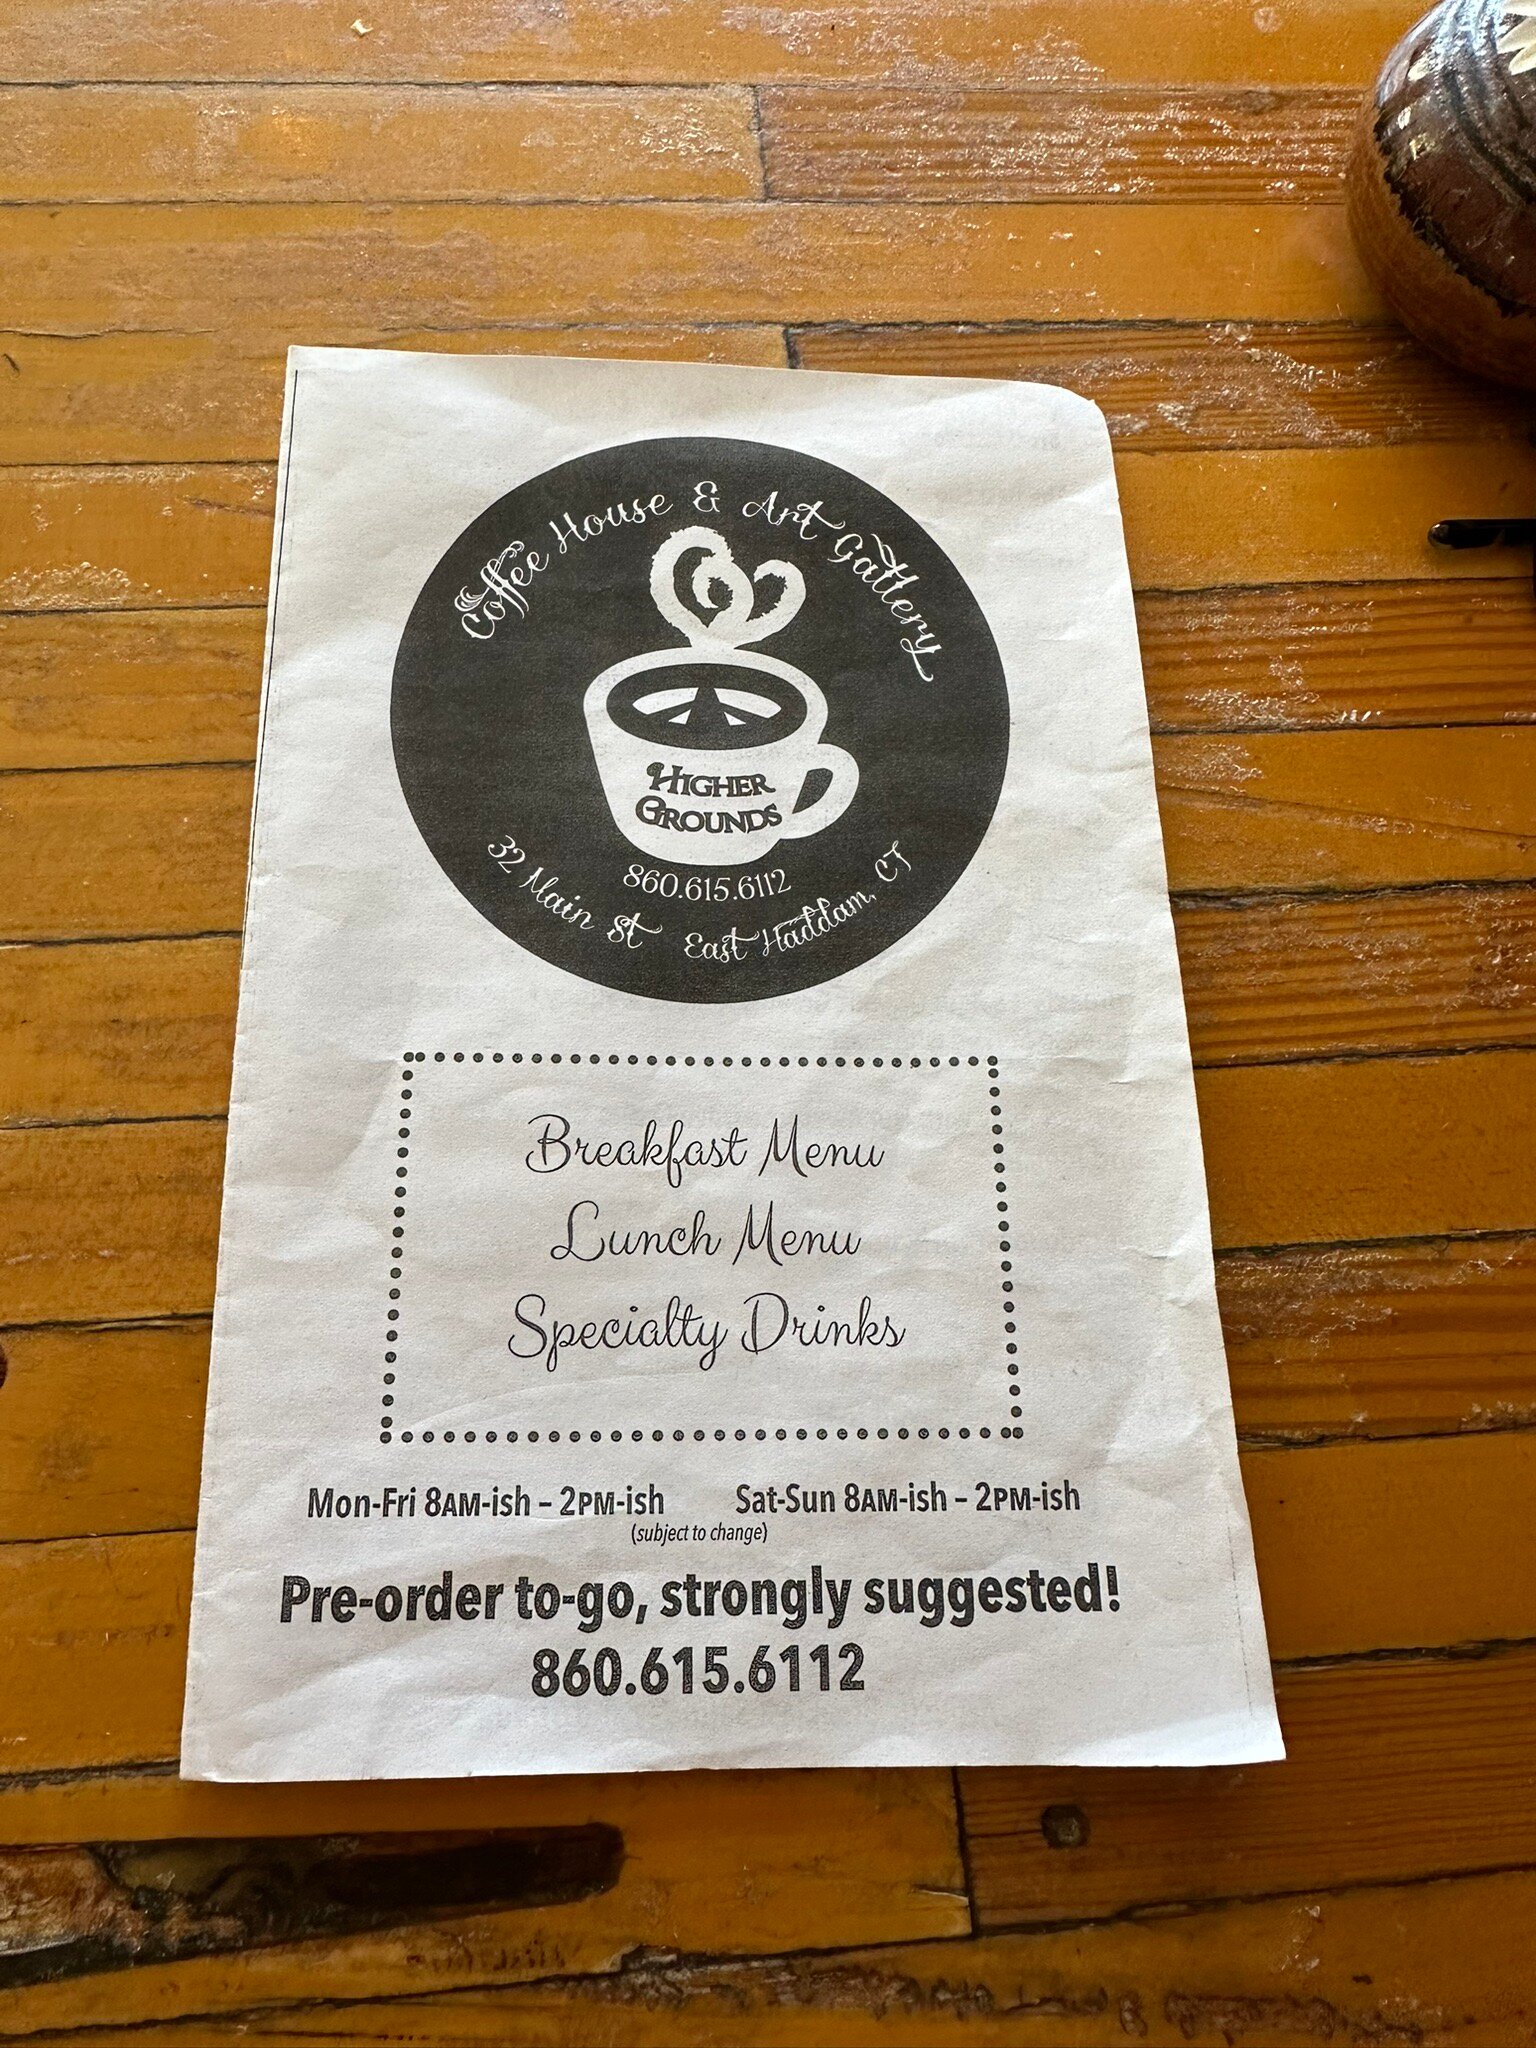 Coffee House & Art Gallery
HIGHER
GROUNDS
860.615.6112
32 Main St East Haddam, CT
Breakfast Menu
Lunch Menu
Specialty Drinks
Mon-Fri 8AM-ish – 2PM-ish Sat-Sun 8AM-ish – 2PM-ish
(subject to change)
Pre-order to-go, strongly suggested!
860.615.6112